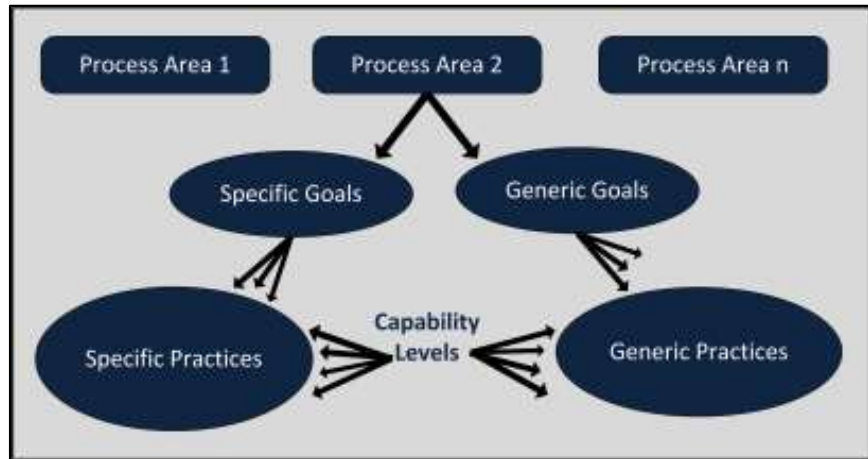 Process Area 1
Process Area 2
Process Area n
Specific Goals
Generic Goals
Capability
Levels
Specific Practices
Generic Practices